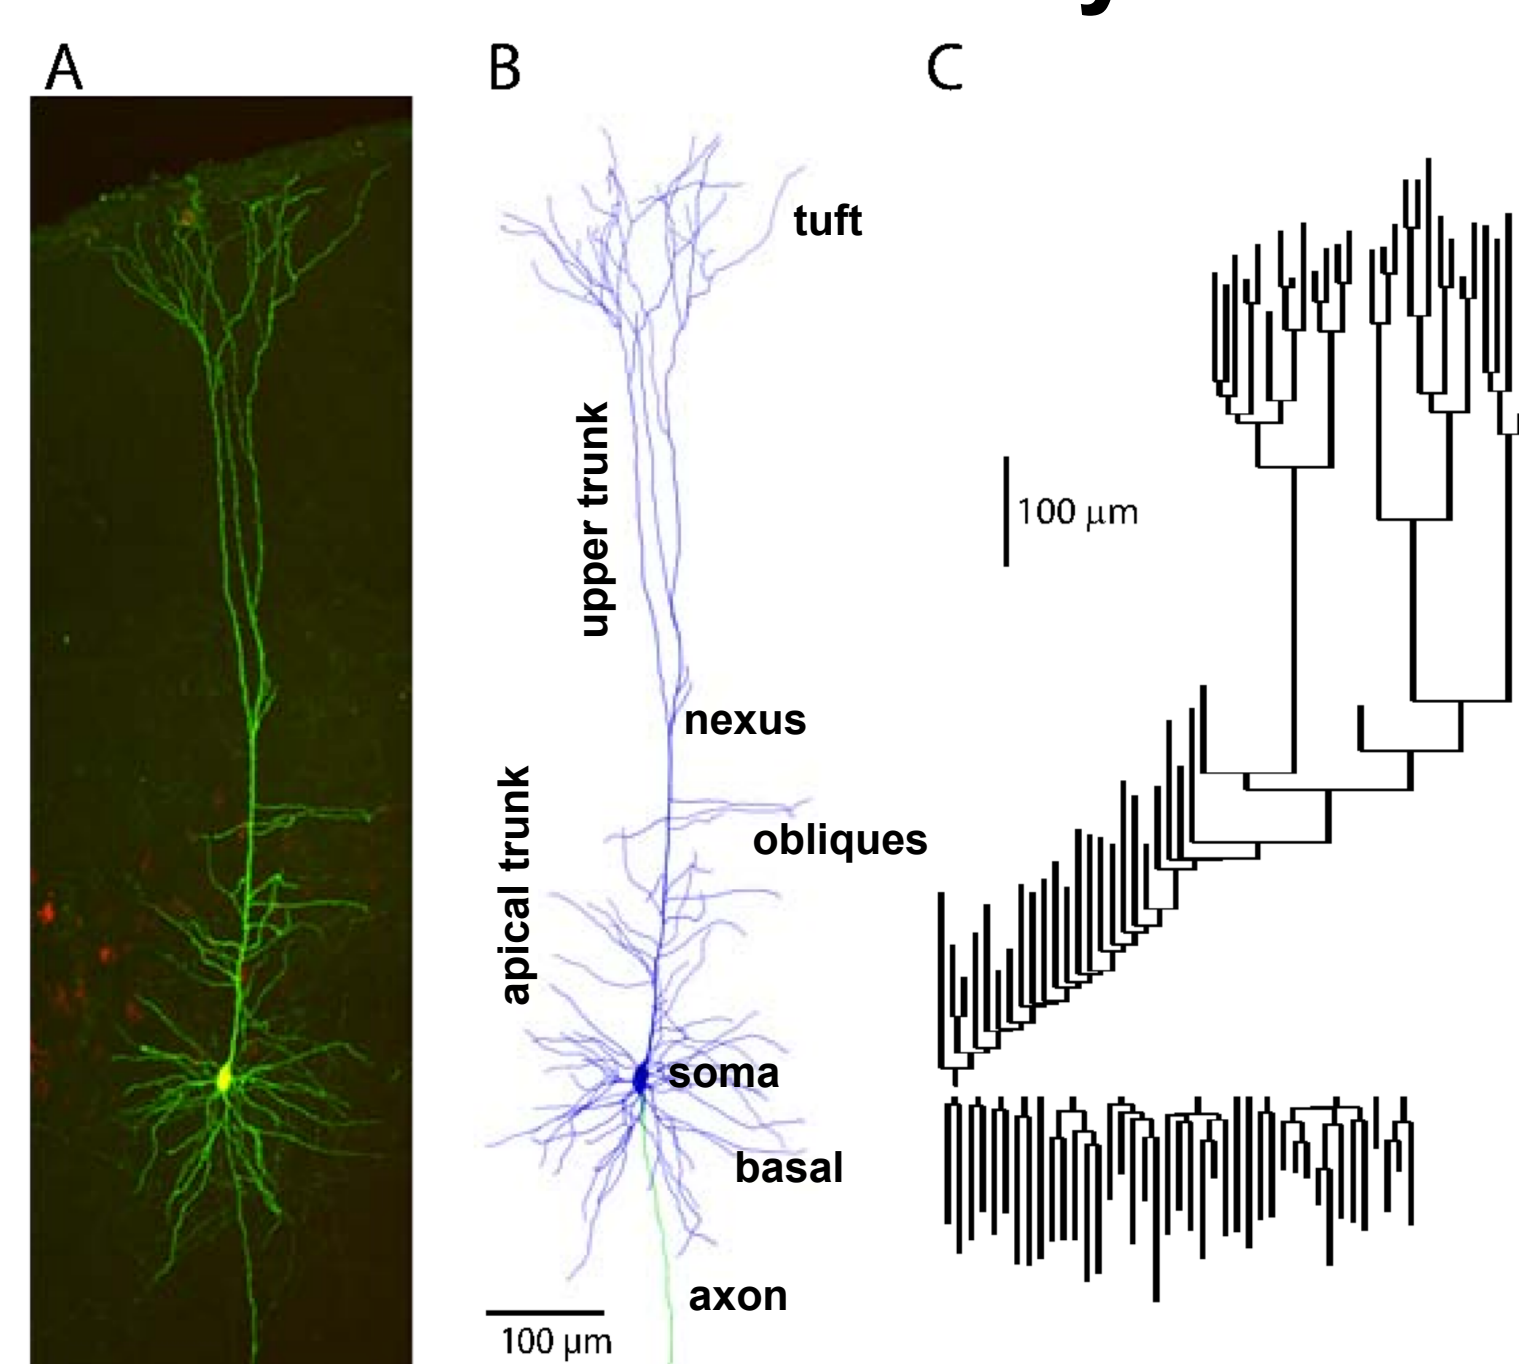 A
B
C
tuft
upper trunk
100 μm
nexus
apical trunk
obliques
soma
basal
axon
100 μm